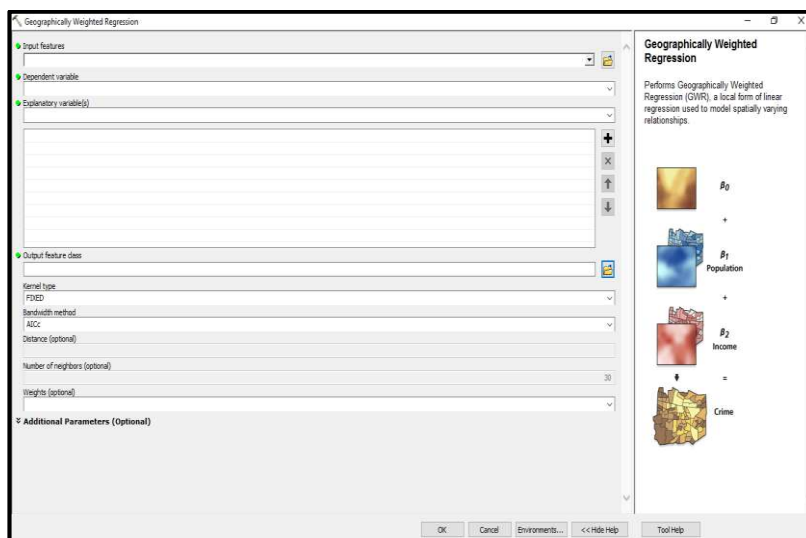 Geographically Weighted Regression
Input features
Dependent variable
Explanatory variable(s)
Output feature class
Kernel type
FIXED
Bandwidth method
AICc
Distance (optional)
Number of neighbors (optional)
30
Weights (optional)
Additional Parameters (Optional)
OK
Cancel
Environments...
<< Hide Help
Tool Help
Geographically Weighted
Regression
Performs Geographically Weighted
Regression (GWR), a local form of linear
regression used to model spatially varying
relationships.
β0
+
β1
Population
+
β2
Income
=
Crime